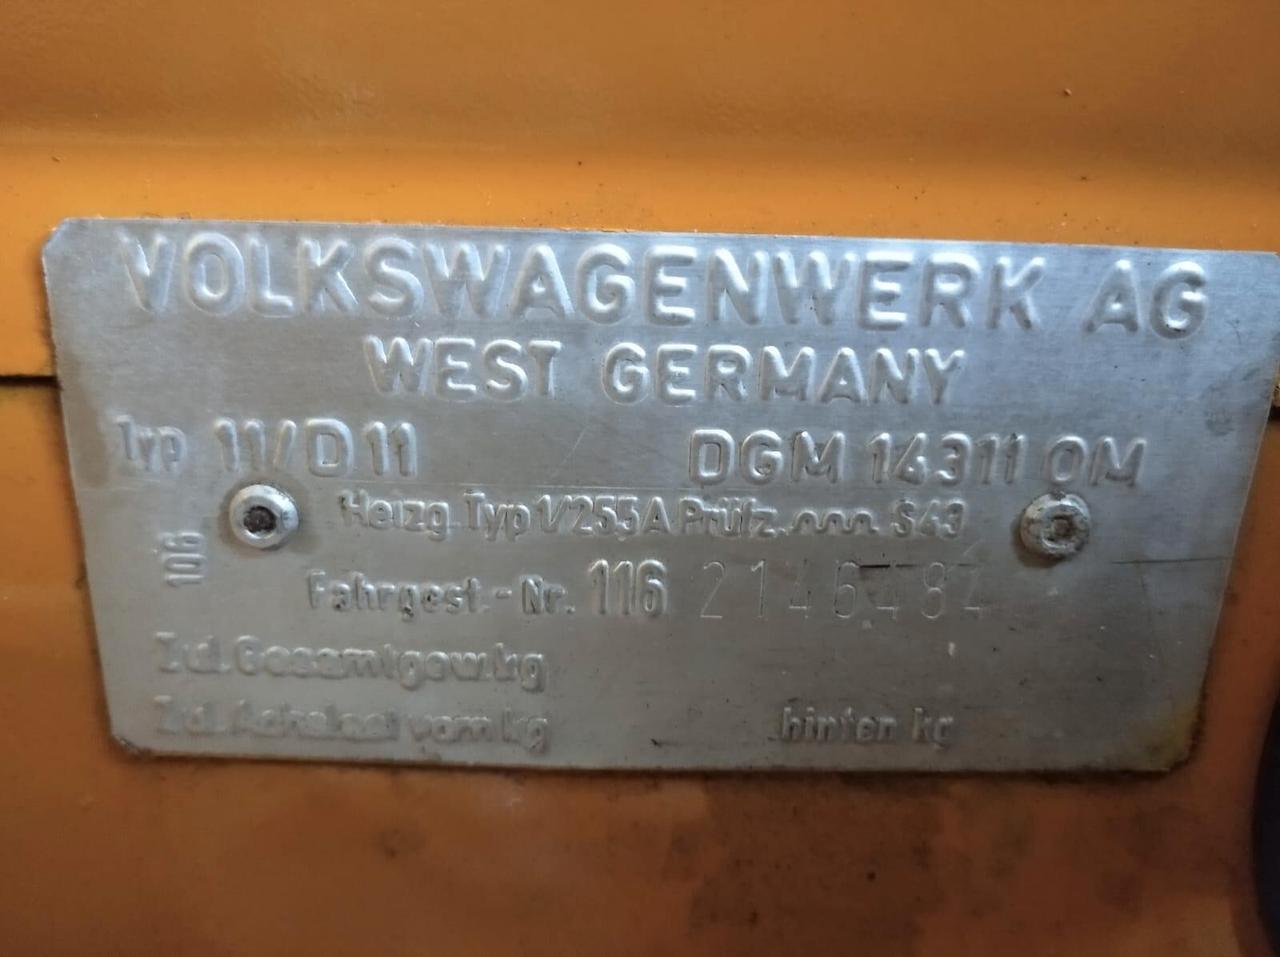 VOLKSWAGENWERK AG
WEST GERMANY
Typ 11/D11 DGM 14311 OM
Heizg. Typ 1/255A Prüfz. ~~~ S43
106
Fahrgest.-Nr. 116 2146484
Zul. Gesamtgew. kg
Zul. Achslast vorn kg hinten kg